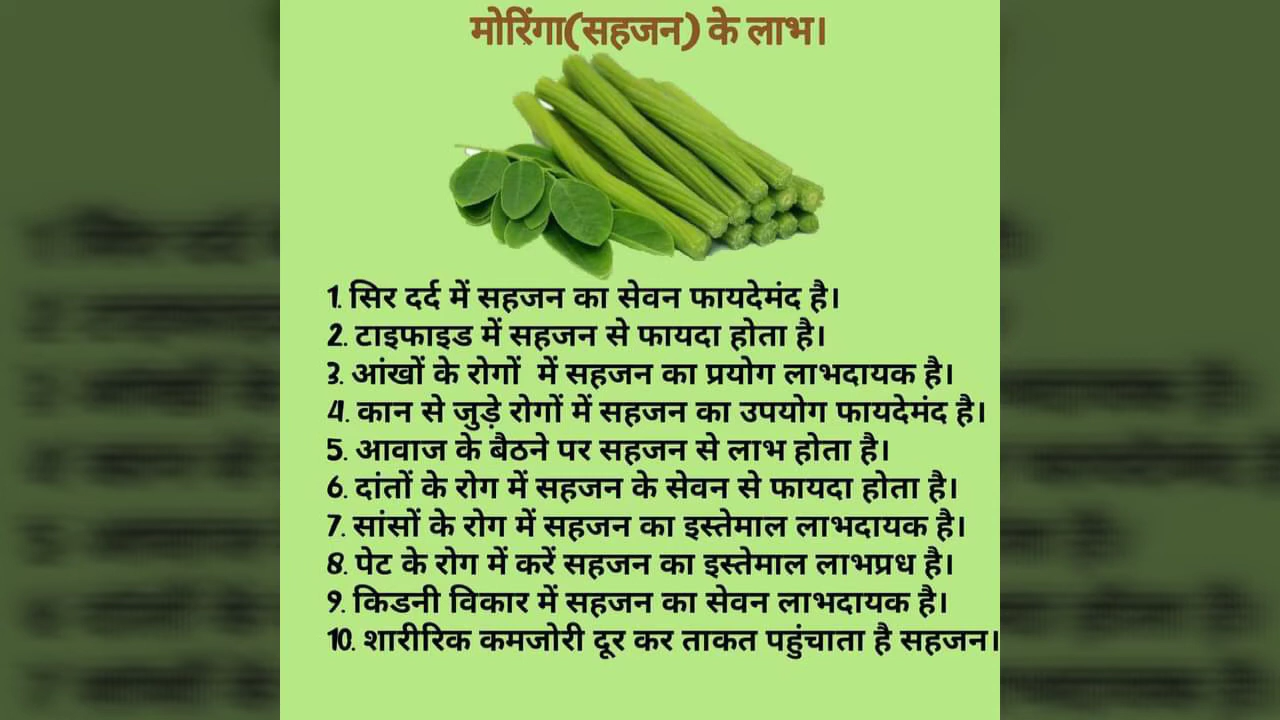 मोरिंगा(सहजन) के लाभ।
1. सिर दर्द में सहजन का सेवन फायदेमंद है।
2. टाइफाइड में सहजन से फायदा होता है।
3. आंखों के रोगों में सहजन का प्रयोग लाभदायक है।
4. कान से जुड़े रोगों में सहजन का उपयोग फायदेमंद है।
5. आवाज के बैठने पर सहजन से लाभ होता है।
6. दांतों के रोग में सहजन के सेवन से फायदा होता है।
7. सांसों के रोग में सहजन का इस्तेमाल लाभदायक है।
8. पेट के रोग में करें सहजन का इस्तेमाल लाभप्रध है।
9. किडनी विकार में सहजन का सेवन लाभदायक है।
10. शारीरिक कमजोरी दूर कर ताकत पहुंचाता है सहजन।